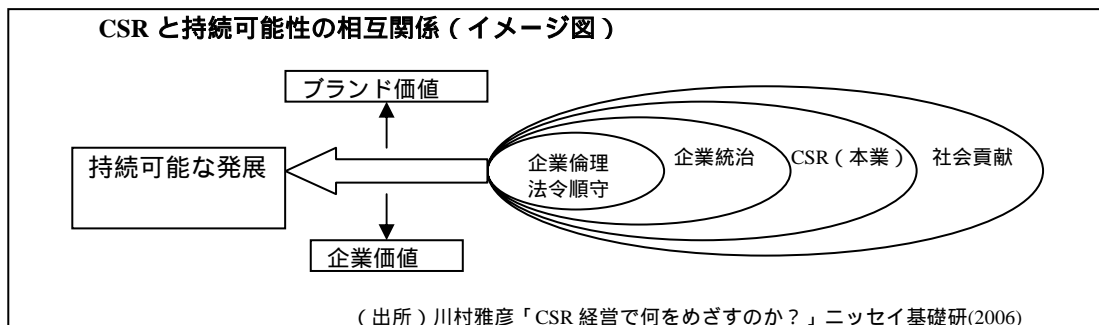 CSR と持続可能性の相互関係（イメージ図）
ブランド価値
持続可能な発展
企業倫理
法令順守
企業統治
CSR（本業）
社会貢献
企業価値
（出所）川村雅彦「CSR 経営で何をめざすのか？」ニッセイ基礎研(2006)